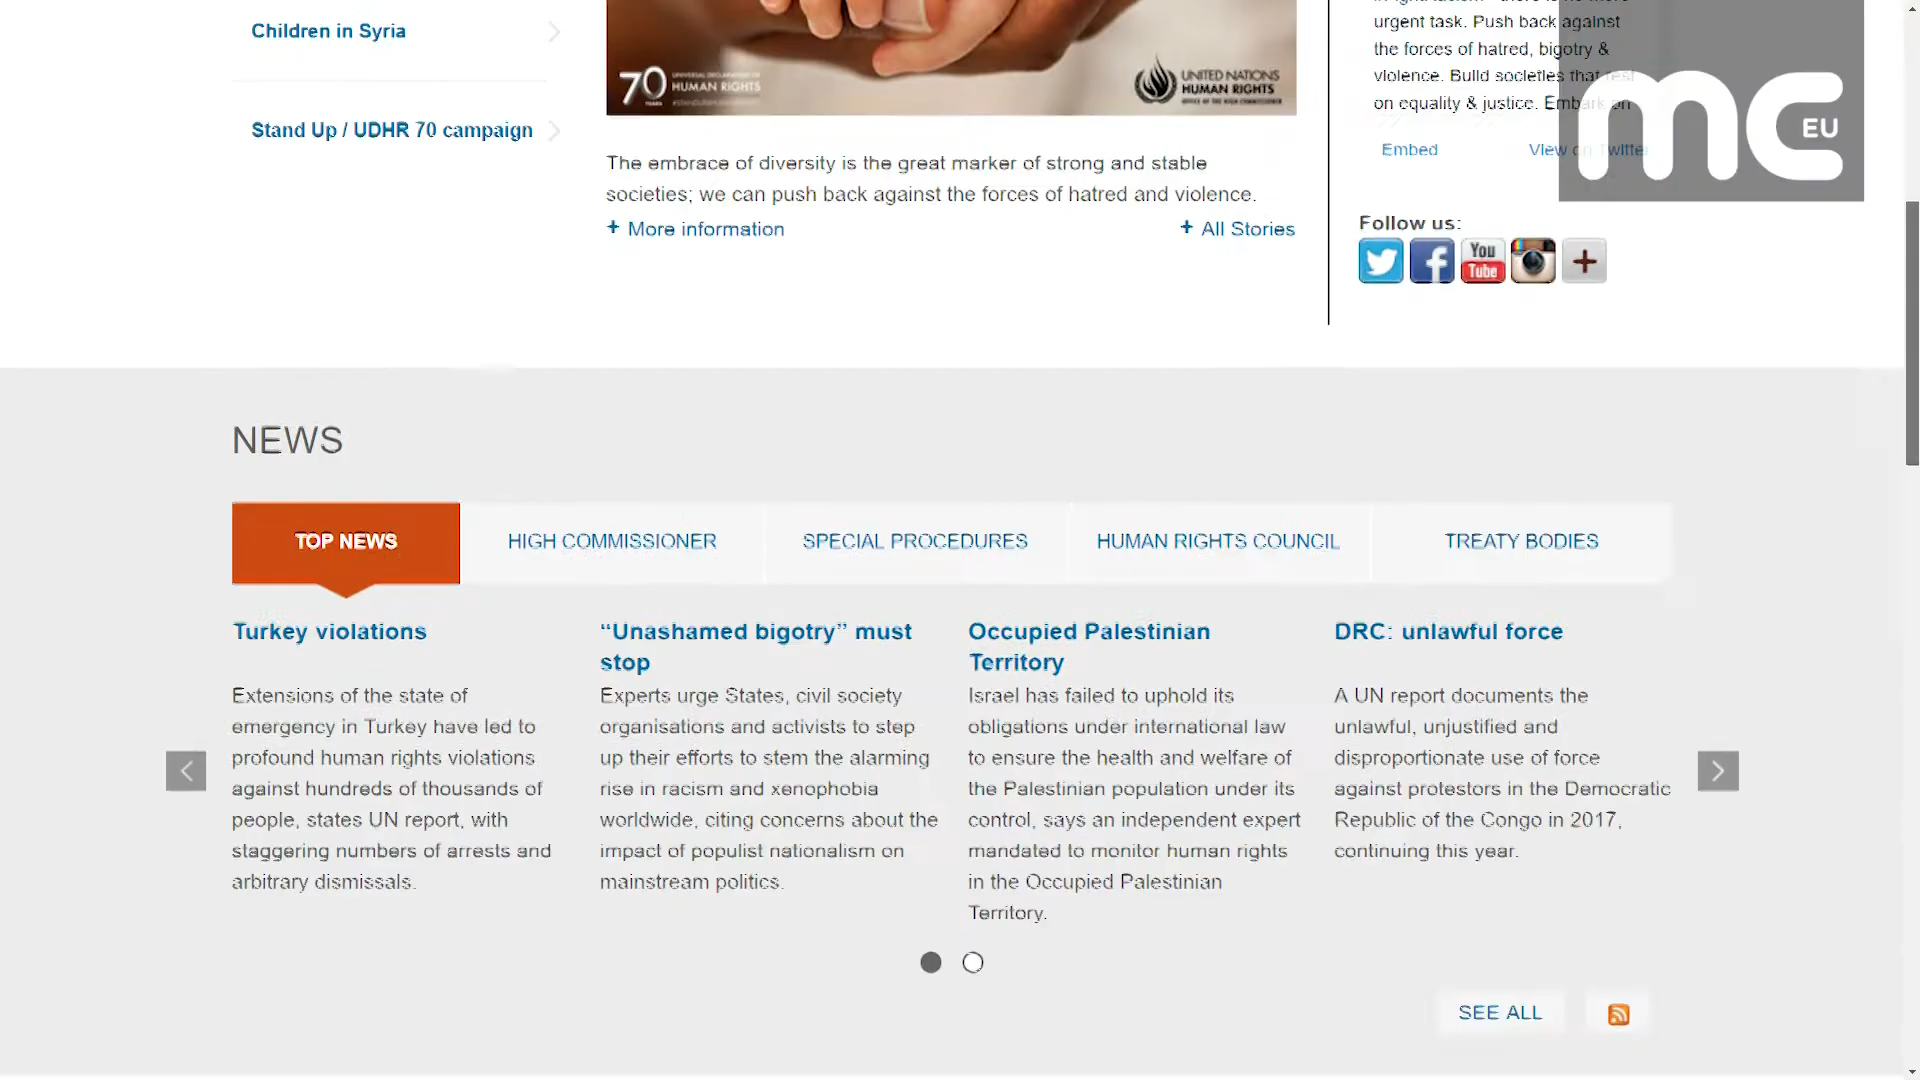 Children in Syria
Stand Up / UDHR 70 campaign
70
HUMAN RIGHTS
UNITED NATIONS
HUMAN RIGHTS
The embrace of diversity is the great marker of strong and stable
societies; we can push back against the forces of hatred and violence.
+ More information
+ All Stories
urgent task. Push back against
the forces of hatred, bigotry &
violence. Build societies that rest
on equality & justice. Embark on
Embed
View on Twitter
mc EU
Follow us:
You
Tube
NEWS
TOP NEWS
HIGH COMMISSIONER
SPECIAL PROCEDURES
HUMAN RIGHTS COUNCIL
TREATY BODIES
Turkey violations
Extensions of the state of
emergency in Turkey have led to
profound human rights violations
against hundreds of thousands of
people, states UN report, with
staggering numbers of arrests and
arbitrary dismissals.
“Unashamed bigotry” must
stop
Experts urge States, civil society
organisations and activists to step
up their efforts to stem the alarming
rise in racism and xenophobia
worldwide, citing concerns about the
impact of populist nationalism on
mainstream politics.
Occupied Palestinian
Territory
Israel has failed to uphold its
obligations under international law
to ensure the health and welfare of
the Palestinian population under its
control, says an independent expert
mandated to monitor human rights
in the Occupied Palestinian
Territory.
DRC: unlawful force
A UN report documents the
unlawful, unjustified and
disproportionate use of force
against protestors in the Democratic
Republic of the Congo in 2017,
continuing this year.
SEE ALL